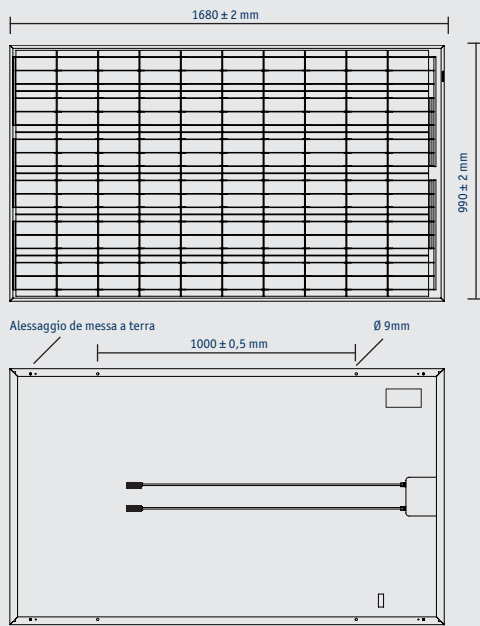 1680 ± 2 mm
990 ± 2 mm
Alessaggio de messa a terra
1000 ± 0,5 mm
Ø 9mm